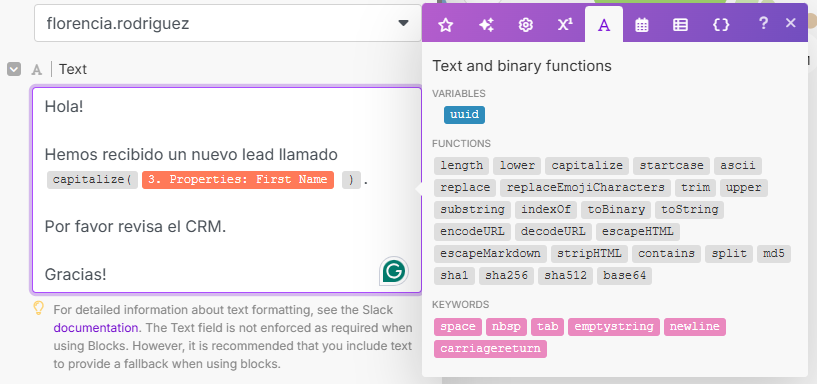 florencia.rodriguez
A | Text
Hola!
Hemos recibido un nuevo lead llamado
capitalize( 3. Properties: First Name ) .
Por favor revisa el CRM.
Gracias!
For detailed information about text formatting, see the Slack
documentation. The Text field is not enforced as required when
using Blocks. However, it is recommended that you include text
to provide a fallback when using blocks.
X¹ A {} ? ×
Text and binary functions
VARIABLES
uuid
FUNCTIONS
length lower capitalize startcase ascii
replace replaceEmojiCharacters trim upper
substring indexOf toBinary toString
encodeURL decodeURL escapeHTML
escapeMarkdown stripHTML contains split md5
sha1 sha256 sha512 base64
KEYWORDS
space nbsp tab emptystring newline
carriagereturn